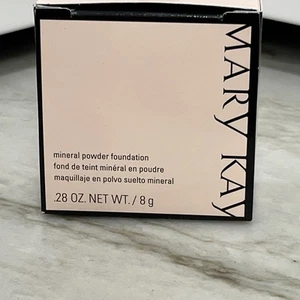 MARY KAY
mineral powder foundation
fond de teint minéral en poudre
maquillaje en polvo suelto mineral
.28 OZ. NET WT. / 8 g